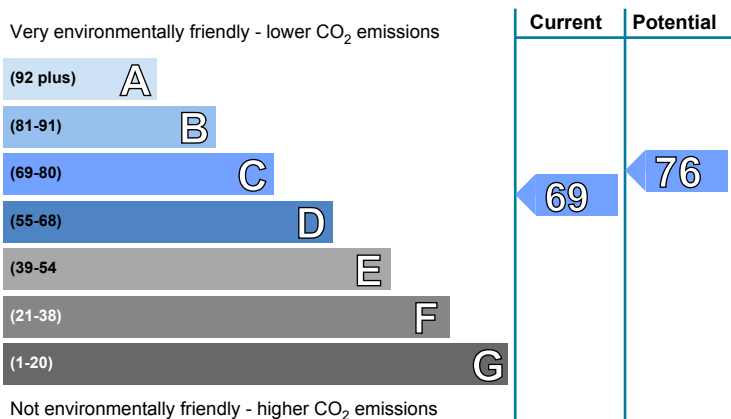 Current Potential
Very environmentally friendly - lower CO2 emissions
(92 plus) A
(81-91) B
(69-80) C
76
(55-68) D
69
(39-54 E
(21-38) F
(1-20) G
Not environmentally friendly - higher CO2 emissions